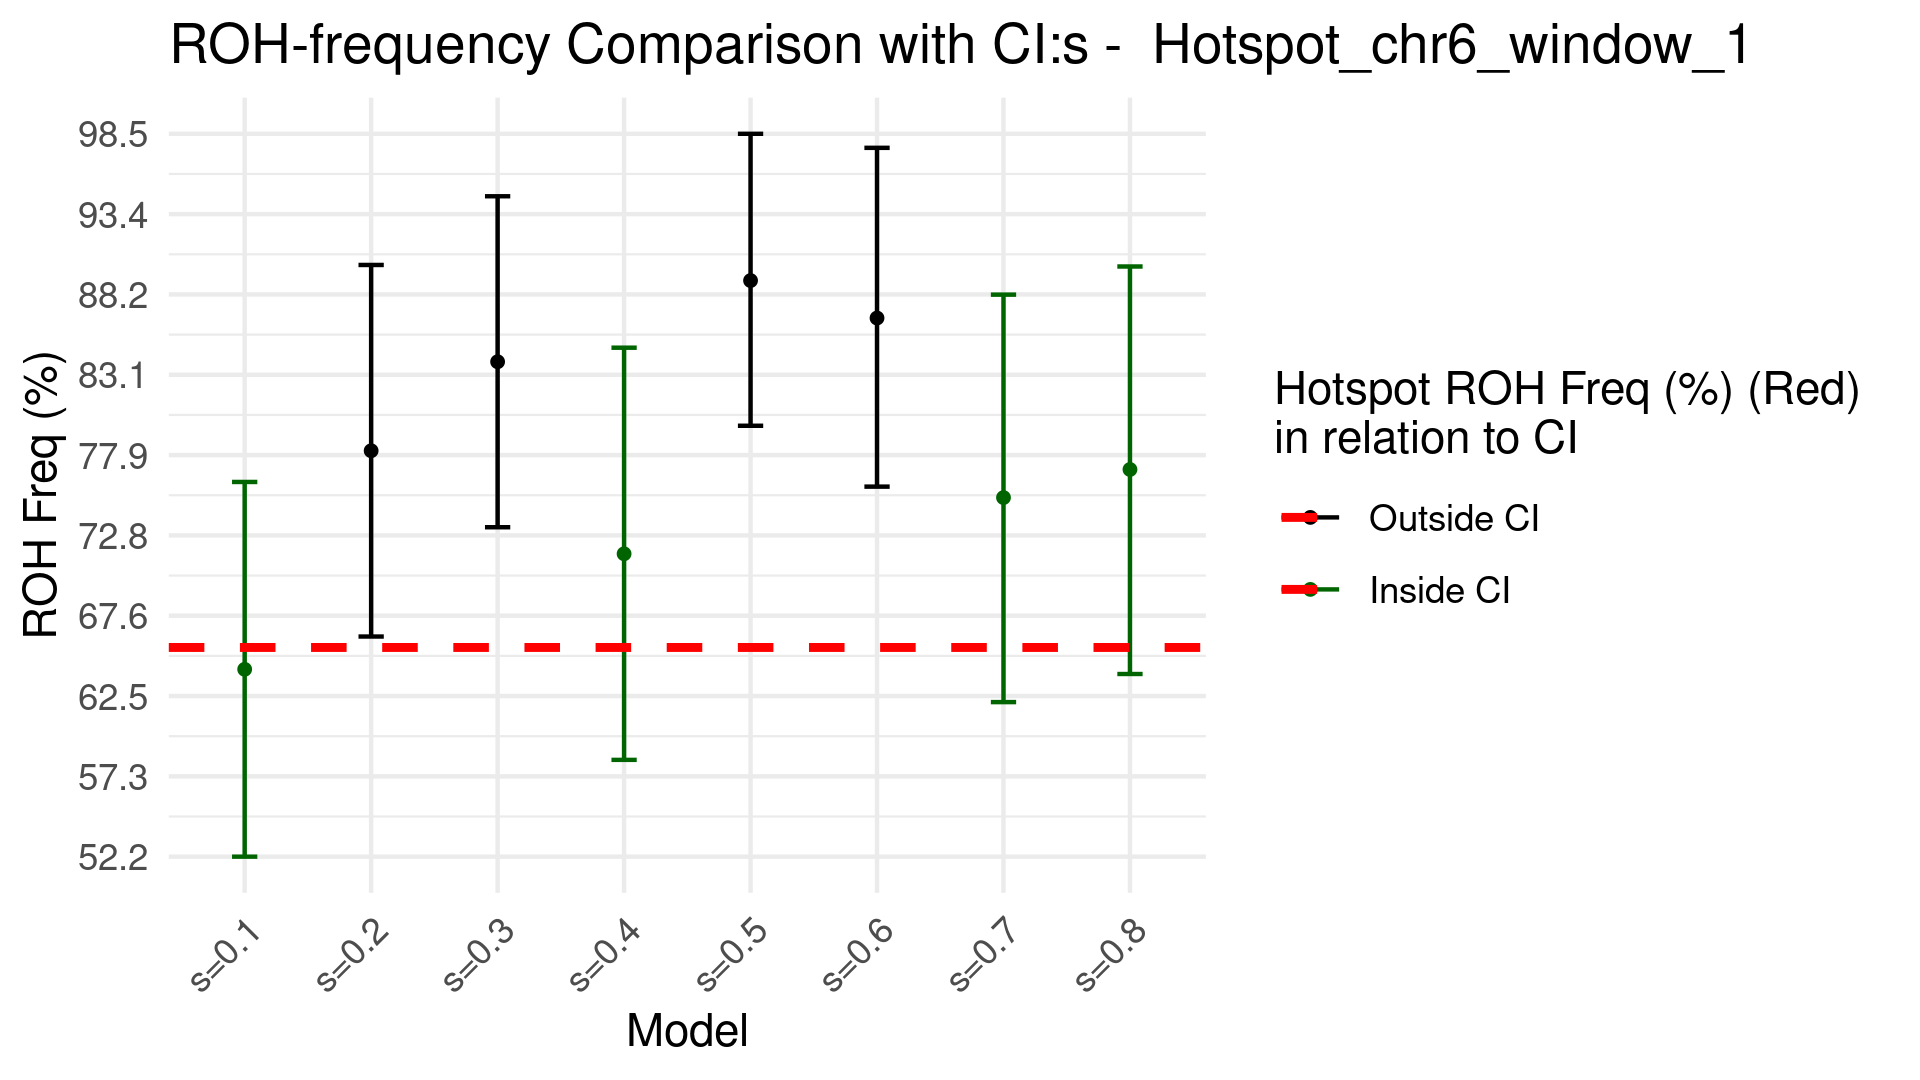 ROH-frequency Comparison with CI:s -  Hotspot_chr6_window_1
ROH Freq (%)
98.5
93.4
88.2
83.1
77.9
72.8
67.6
62.5
57.3
52.2
s=0.1
s=0.2
s=0.3
s=0.4
s=0.5
s=0.6
s=0.7
s=0.8
Model
Hotspot ROH Freq (%) (Red)
in relation to CI
Outside CI
Inside CI